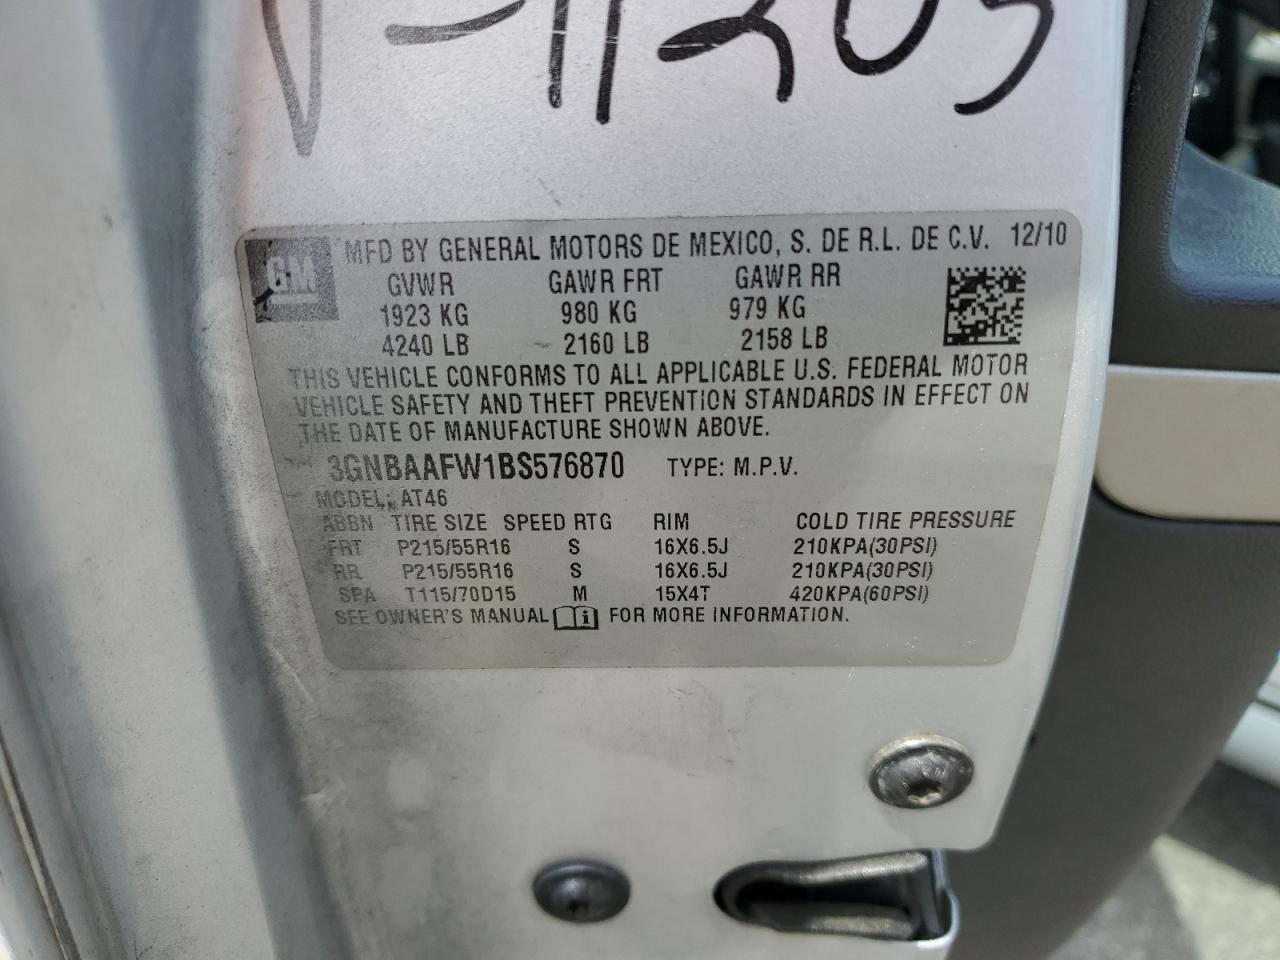 -11203
GM MFD BY GENERAL MOTORS DE MEXICO, S. DE R.L. DE C.V. 12/10
GVWR GAWR FRT GAWR RR
1923 KG 980 KG 979 KG
4240 LB 2160 LB 2158 LB
THIS VEHICLE CONFORMS TO ALL APPLICABLE U.S. FEDERAL MOTOR
VEHICLE SAFETY AND THEFT PREVENTION STANDARDS IN EFFECT ON
THE DATE OF MANUFACTURE SHOWN ABOVE.
3GNBAAFW1BS576870 TYPE: M.P.V.
MODEL: AT46
ABBN TIRE SIZE SPEED RTG RIM COLD TIRE PRESSURE
FRT P215/55R16 S 16X6.5J 210KPA(30PSI)
RR P215/55R16 S 16X6.5J 210KPA(30PSI)
SPA T115/70D15 M 15X4T 420KPA(60PSI)
SEE OWNER'S MANUAL i FOR MORE INFORMATION.